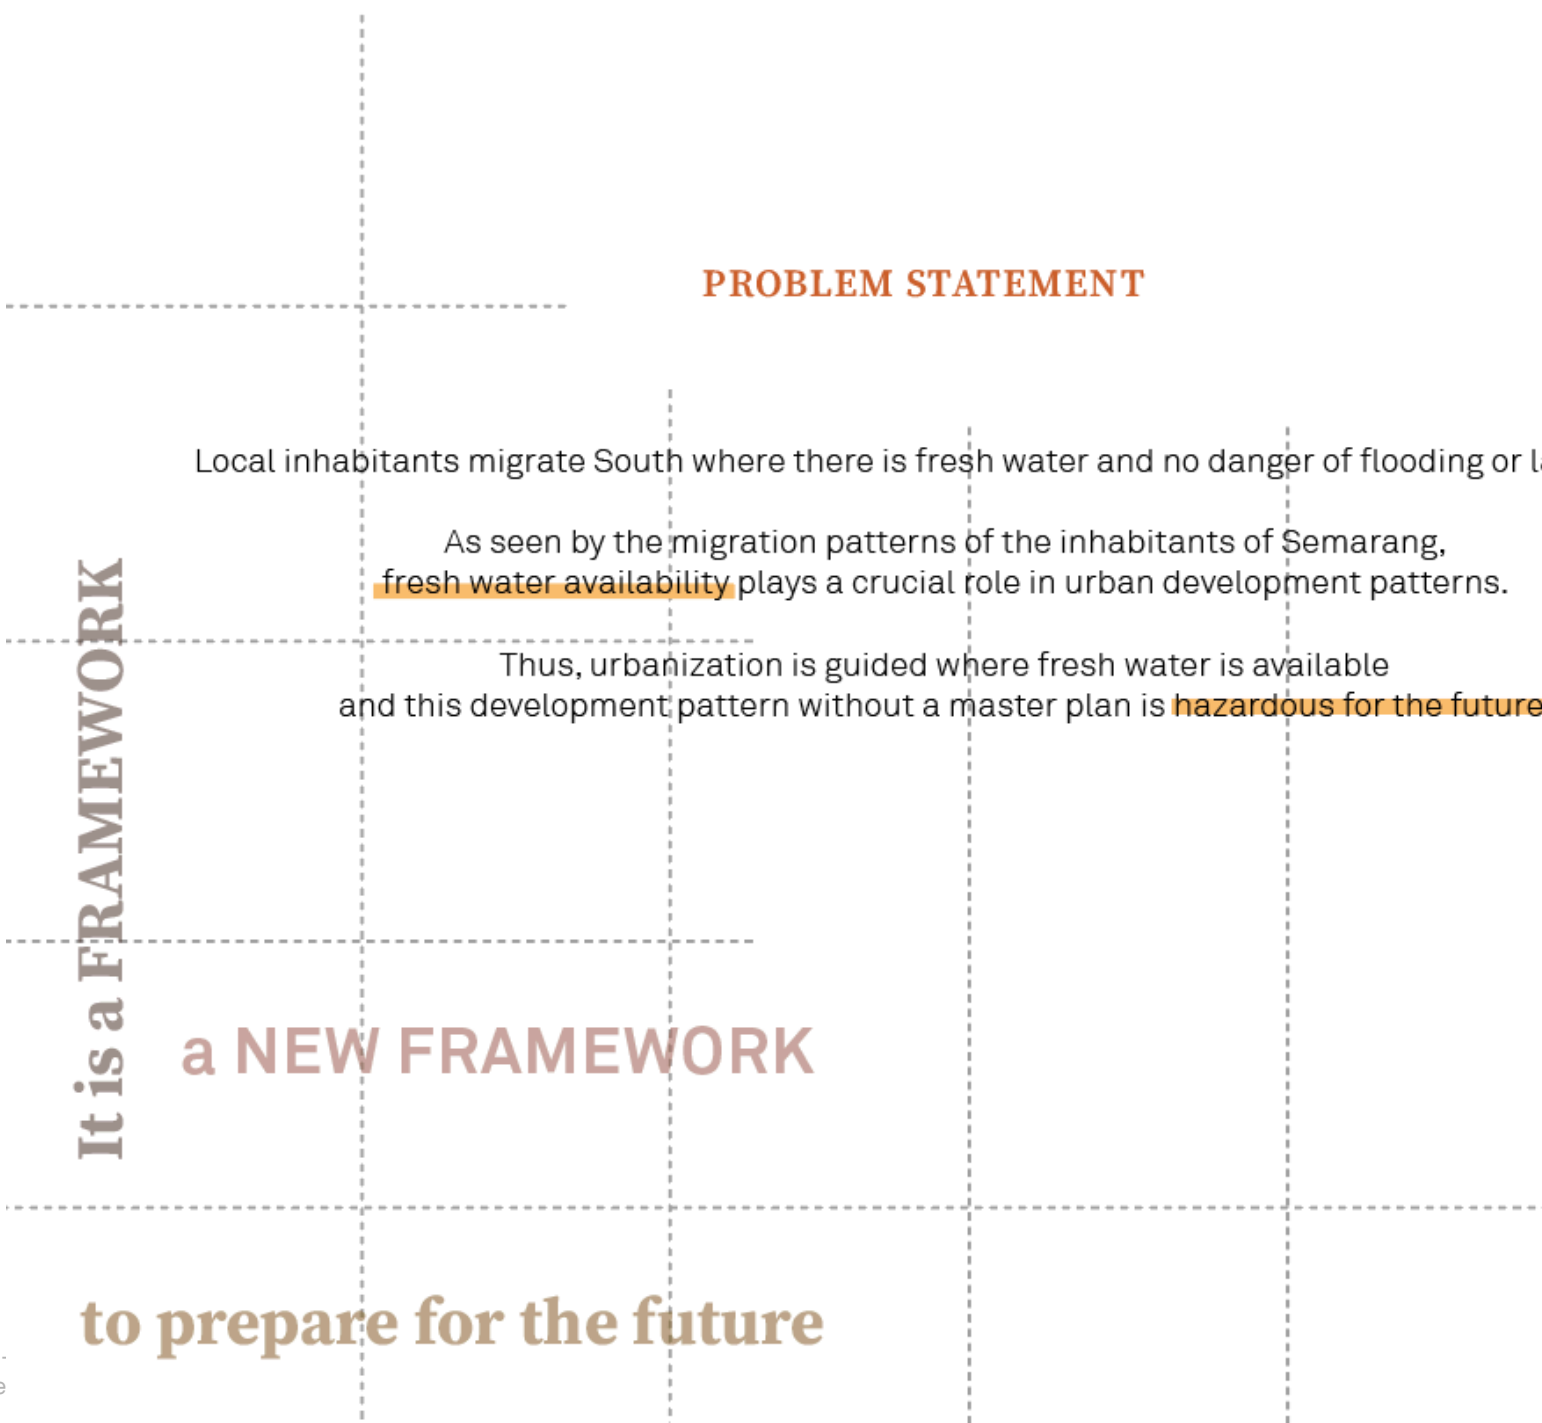 PROBLEM STATEMENT
Local inhabitants migrate South where there is fresh water and no danger of flooding or
As seen by the migration patterns of the inhabitants of Semarang,
fresh water availability plays a crucial role in urban development patterns.
Thus, urbanization is guided where fresh water is available
and this development pattern without a master plan is hazardous for the future
It is a FRAMEWORK
a NEW FRAMEWORK
to prepare for the future